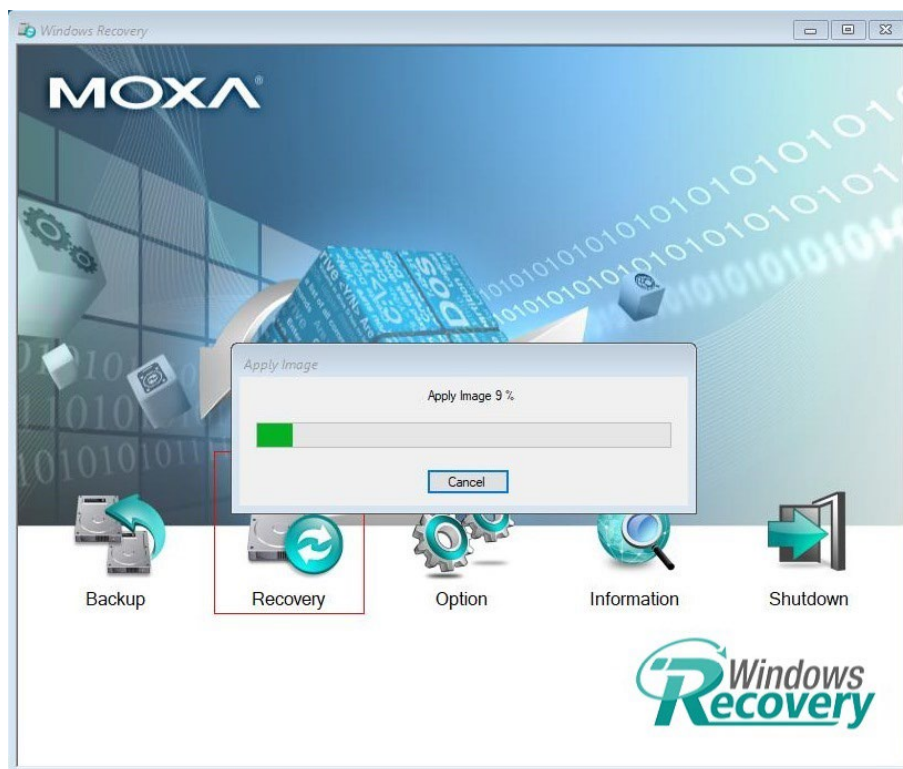 Windows Recovery
MOXA®
Apply Image
Apply Image 9 %
Cancel
Backup
Recovery
Option
Information
Shutdown
Windows
Recovery